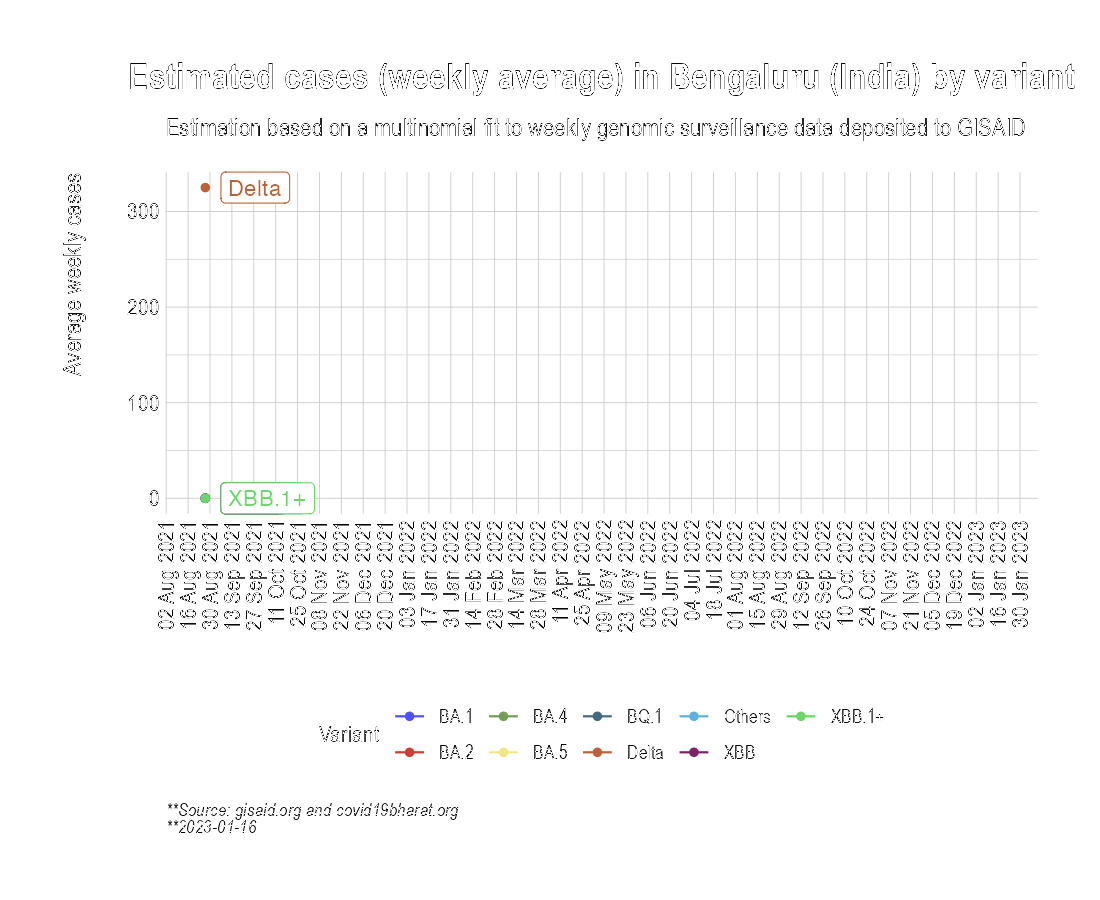 Estimated cases (weekly average) in Bengaluru (India) by variant
Estimation based on a multinomial fit to weekly genomic surveillance data deposited to GISAID
Average weekly cases
300
200
100
0
Delta
XBB.1+
02 Aug 2021
16 Aug 2021
30 Aug 2021
13 Sep 2021
27 Sep 2021
11 Oct 2021
25 Oct 2021
08 Nov 2021
22 Nov 2021
06 Dec 2021
20 Dec 2021
03 Jan 2022
17 Jan 2022
31 Jan 2022
14 Feb 2022
28 Feb 2022
14 Mar 2022
28 Mar 2022
11 Apr 2022
25 Apr 2022
09 May 2022
23 May 2022
06 Jun 2022
20 Jun 2022
04 Jul 2022
18 Jul 2022
01 Aug 2022
15 Aug 2022
29 Aug 2022
12 Sep 2022
26 Sep 2022
10 Oct 2022
24 Oct 2022
07 Nov 2022
21 Nov 2022
05 Dec 2022
19 Dec 2022
02 Jan 2023
16 Jan 2023
30 Jan 2023
Variant
BA.1 BA.4 BQ.1 Others XBB.1+
BA.2 BA.5 Delta XBB
**Source: gisaid.org and covid19bharat.org
**2023-01-16